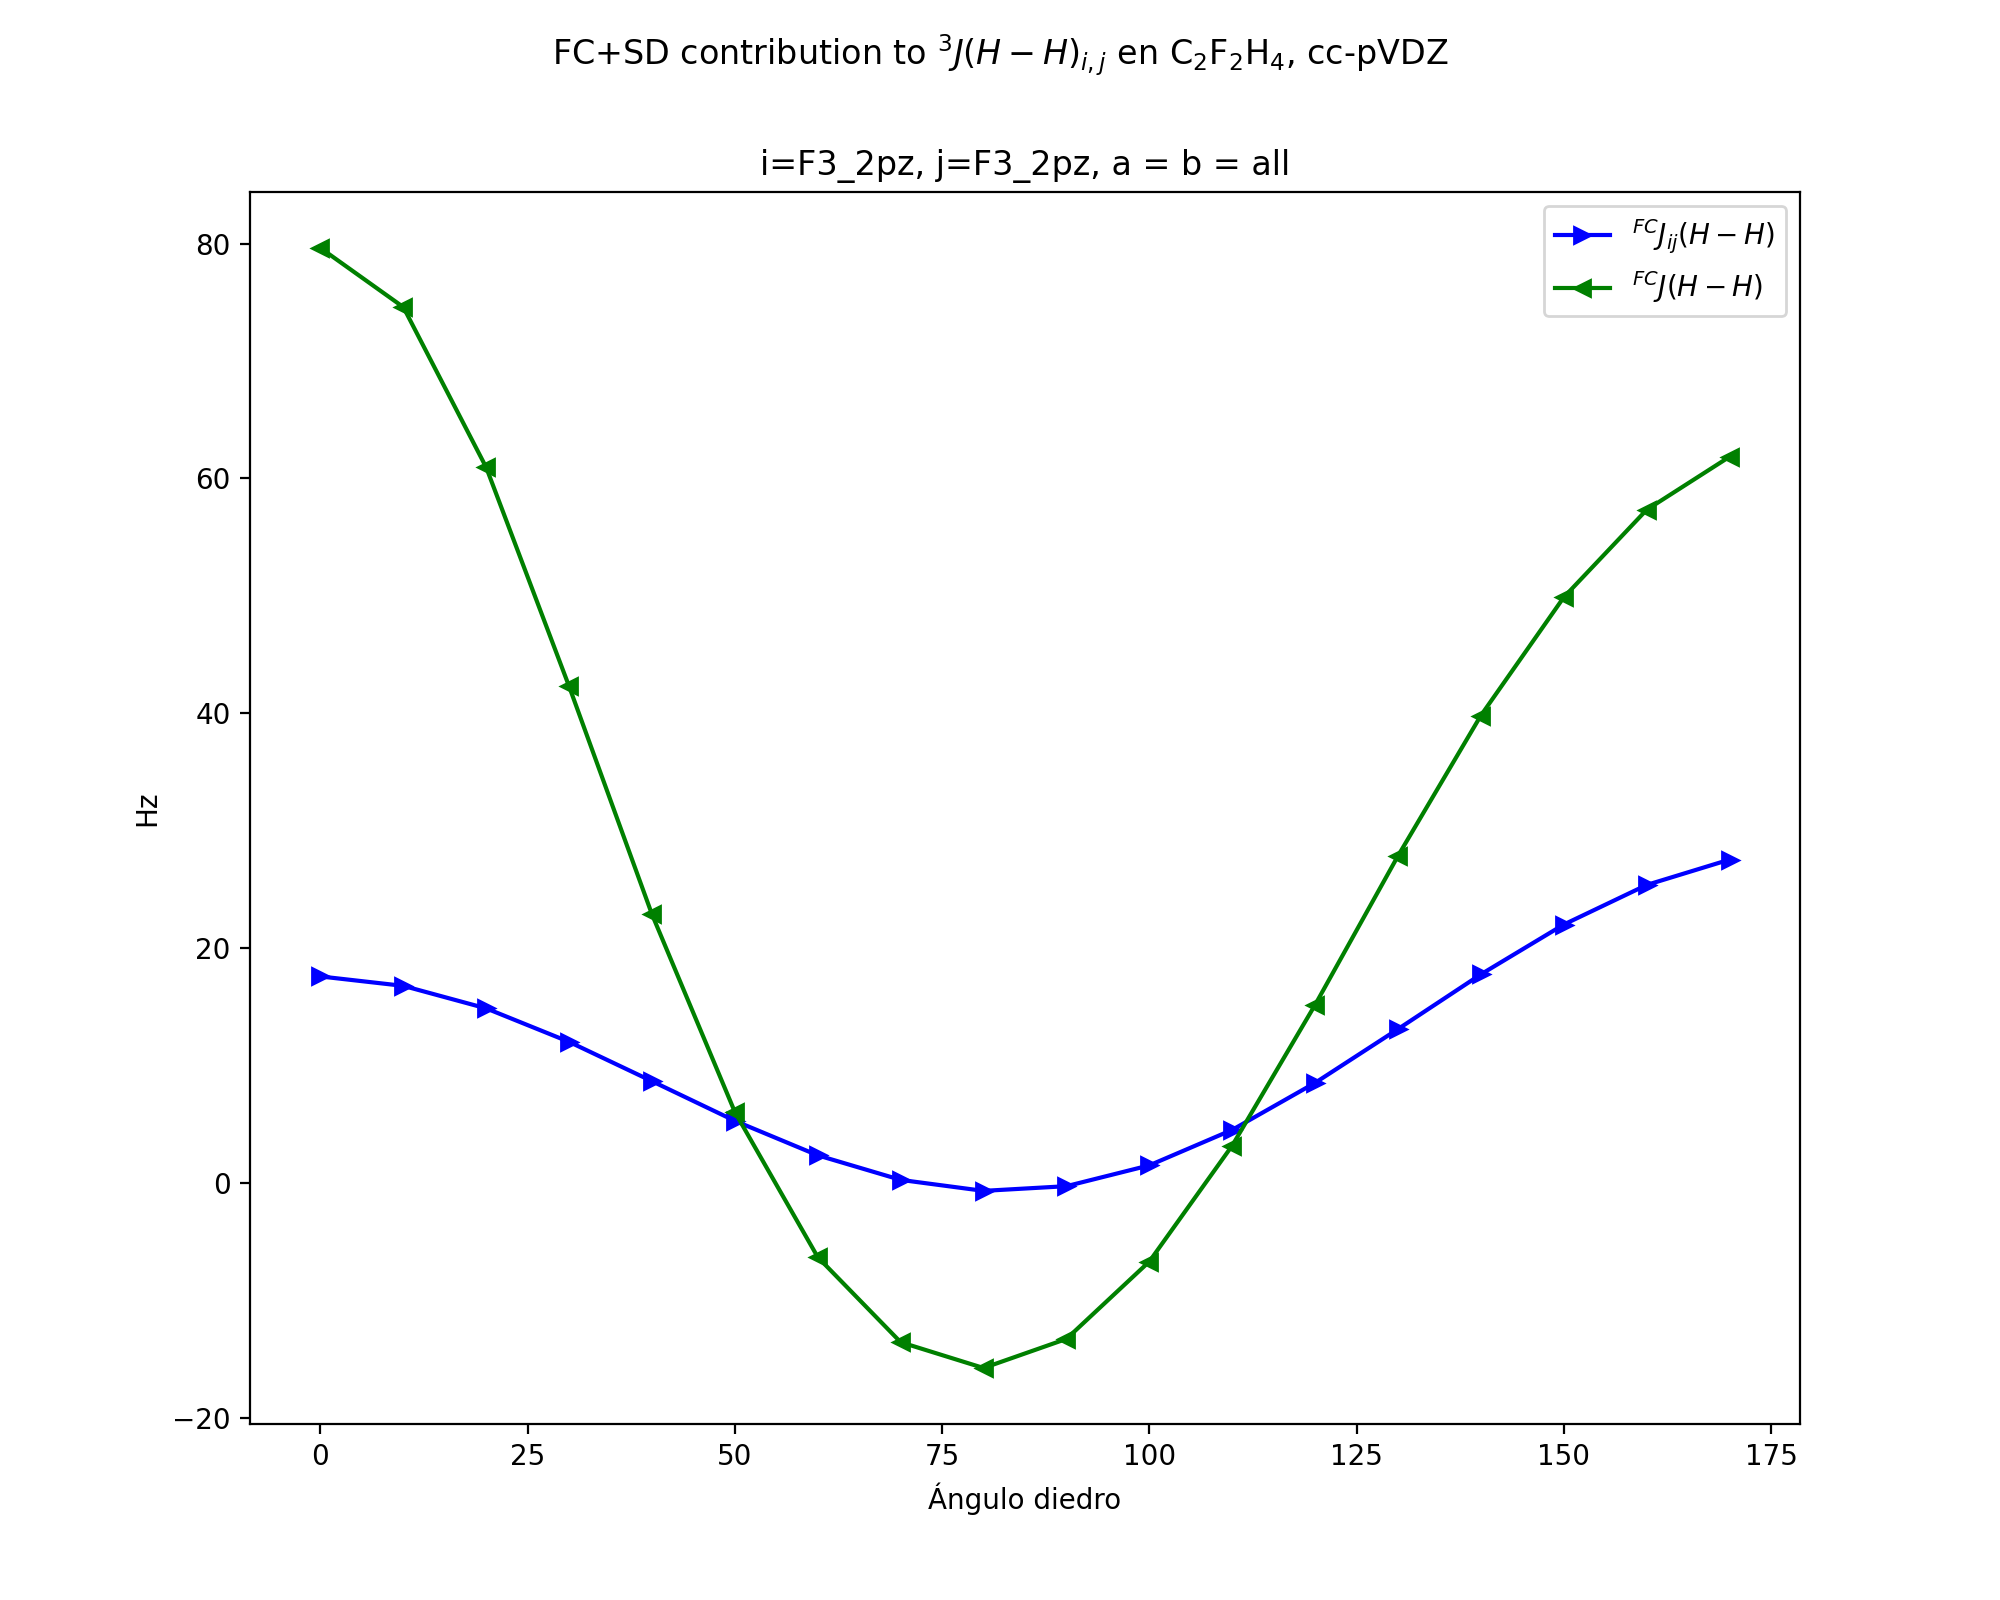 FC+SD contribution to ³J(H − H)ᵢ,ⱼ en C₂F₂H₄, cc-pVDZ
i=F3_2pz, j=F3_2pz, a = b = all
ᶠᶜJᵢⱼ(H − H)
ᶠᶜJ(H − H)
80
60
40
20
0
−20
Hz
0 25 50 75 100 125 150 175
Ángulo diedro